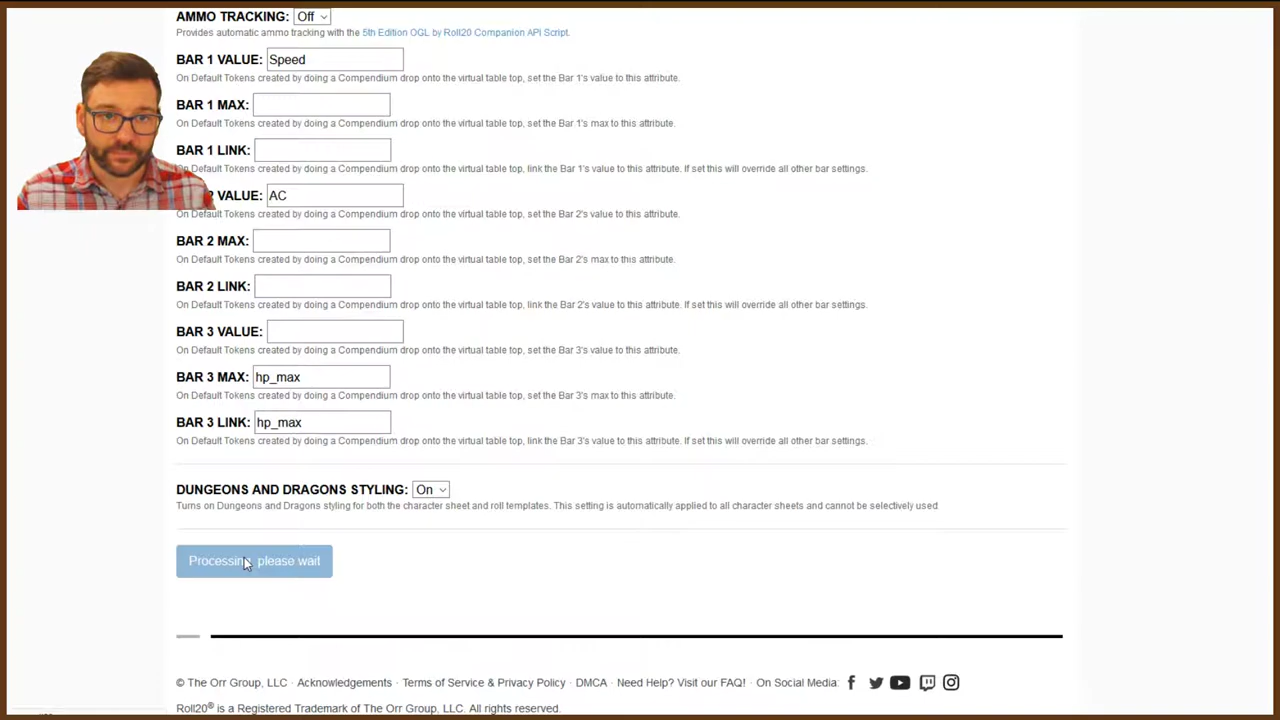 AMMO TRACKING: Off
Provides automatic ammo tracking with the 5th Edition OGL by Roll20 Companion API Script.
BAR 1 VALUE: Speed
On Default Tokens created by doing a Compendium drop onto the virtual table top, set the Bar 1's value to this attribute.
BAR 1 MAX:
On Default Tokens created by doing a Compendium drop onto the virtual table top, set the Bar 1's max to this attribute.
BAR 1 LINK:
On Default Tokens created by doing a Compendium drop onto the virtual table top, link the Bar 1's value to this attribute. If set this will override all other bar settings.
VALUE: AC
On Default Tokens created by doing a Compendium drop onto the virtual table top, set the Bar 2's value to this attribute.
BAR 2 MAX:
On Default Tokens created by doing a Compendium drop onto the virtual table top, set the Bar 2's max to this attribute.
BAR 2 LINK:
On Default Tokens created by doing a Compendium drop onto the virtual table top, link the Bar 2's value to this attribute. If set this will override all other bar settings.
BAR 3 VALUE:
On Default Tokens created by doing a Compendium drop onto the virtual table top, set the Bar 3's value to this attribute.
BAR 3 MAX: hp_max
On Default Tokens created by doing a Compendium drop onto the virtual table top, set the Bar 3's max to this attribute.
BAR 3 LINK: hp_max
On Default Tokens created by doing a Compendium drop onto the virtual table top, link the Bar 3's value to this attribute. If set this will override all other bar settings.
DUNGEONS AND DRAGONS STYLING: On
Turns on Dungeons and Dragons styling for both the character sheet and roll templates. This setting is automatically applied to all character sheets and cannot be selectively used
Processing, please wait
© The Orr Group, LLC · Acknowledgements · Terms of Service & Privacy Policy · DMCA · Need Help? Visit our FAQ! · On Social Media:
Roll20® is a Registered Trademark of The Orr Group, LLC. All rights reserved.